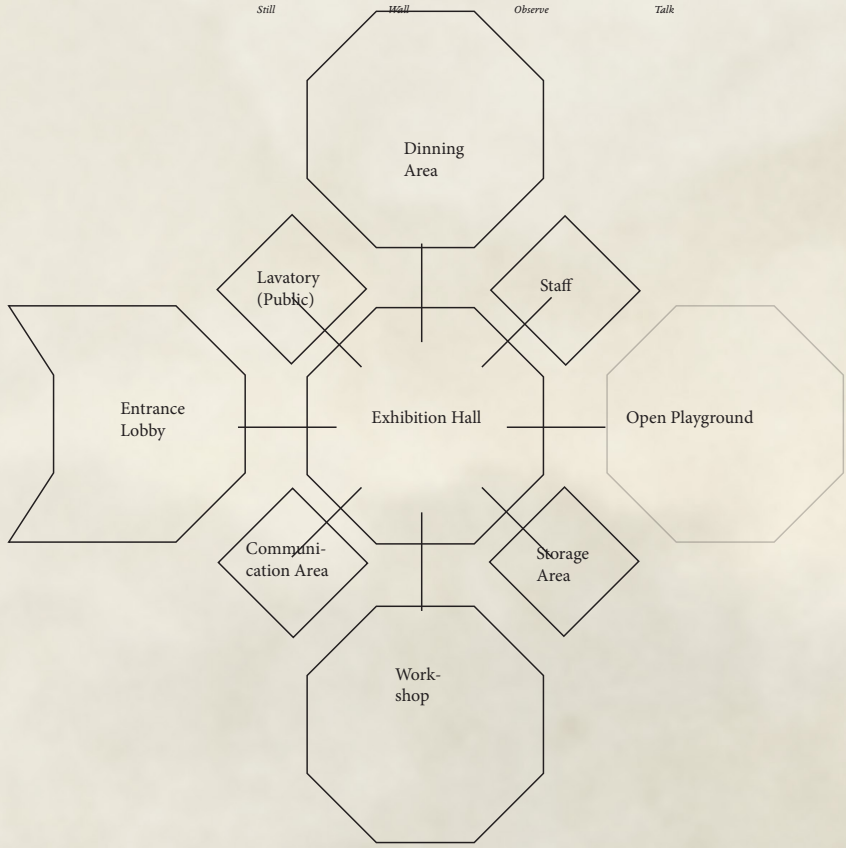 Still Wall Observe Talk
Dinning
Area
Lavatory
(Public)
Staff
Entrance
Lobby
Exhibition Hall
Open Playground
Communi-
cation Area
Storage
Area
Work-
shop